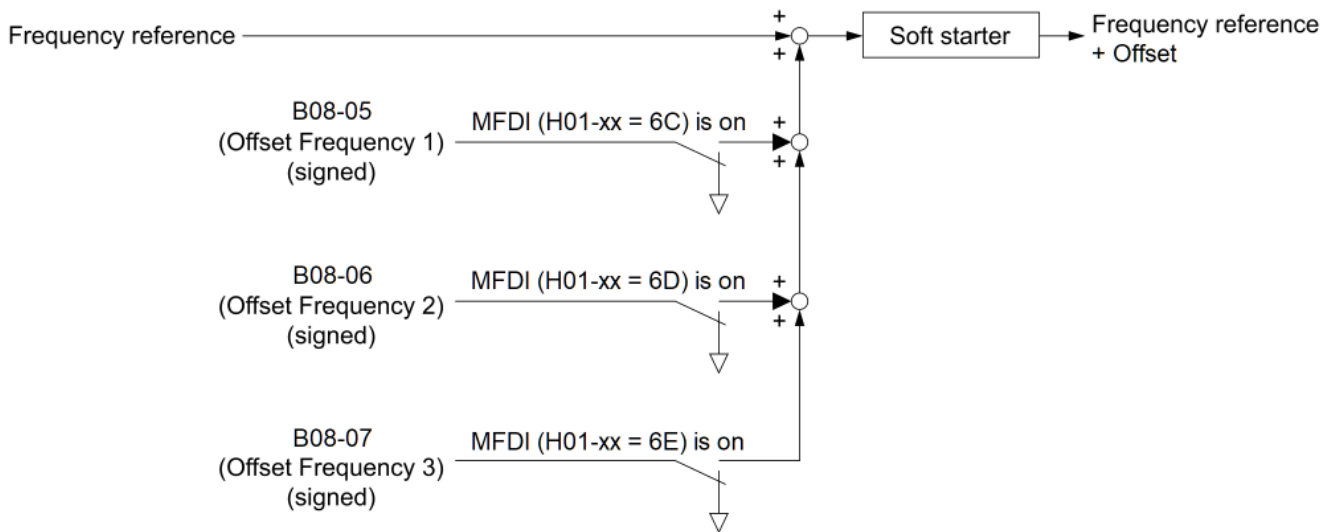 Frequency reference
+
+
Soft starter
Frequency reference
+ Offset
B08-05
(Offset Frequency 1)
(signed)
MFDI (H01-xx = 6C) is on
+
+
B08-06
(Offset Frequency 2)
(signed)
MFDI (H01-xx = 6D) is on
+
+
B08-07
(Offset Frequency 3)
(signed)
MFDI (H01-xx = 6E) is on